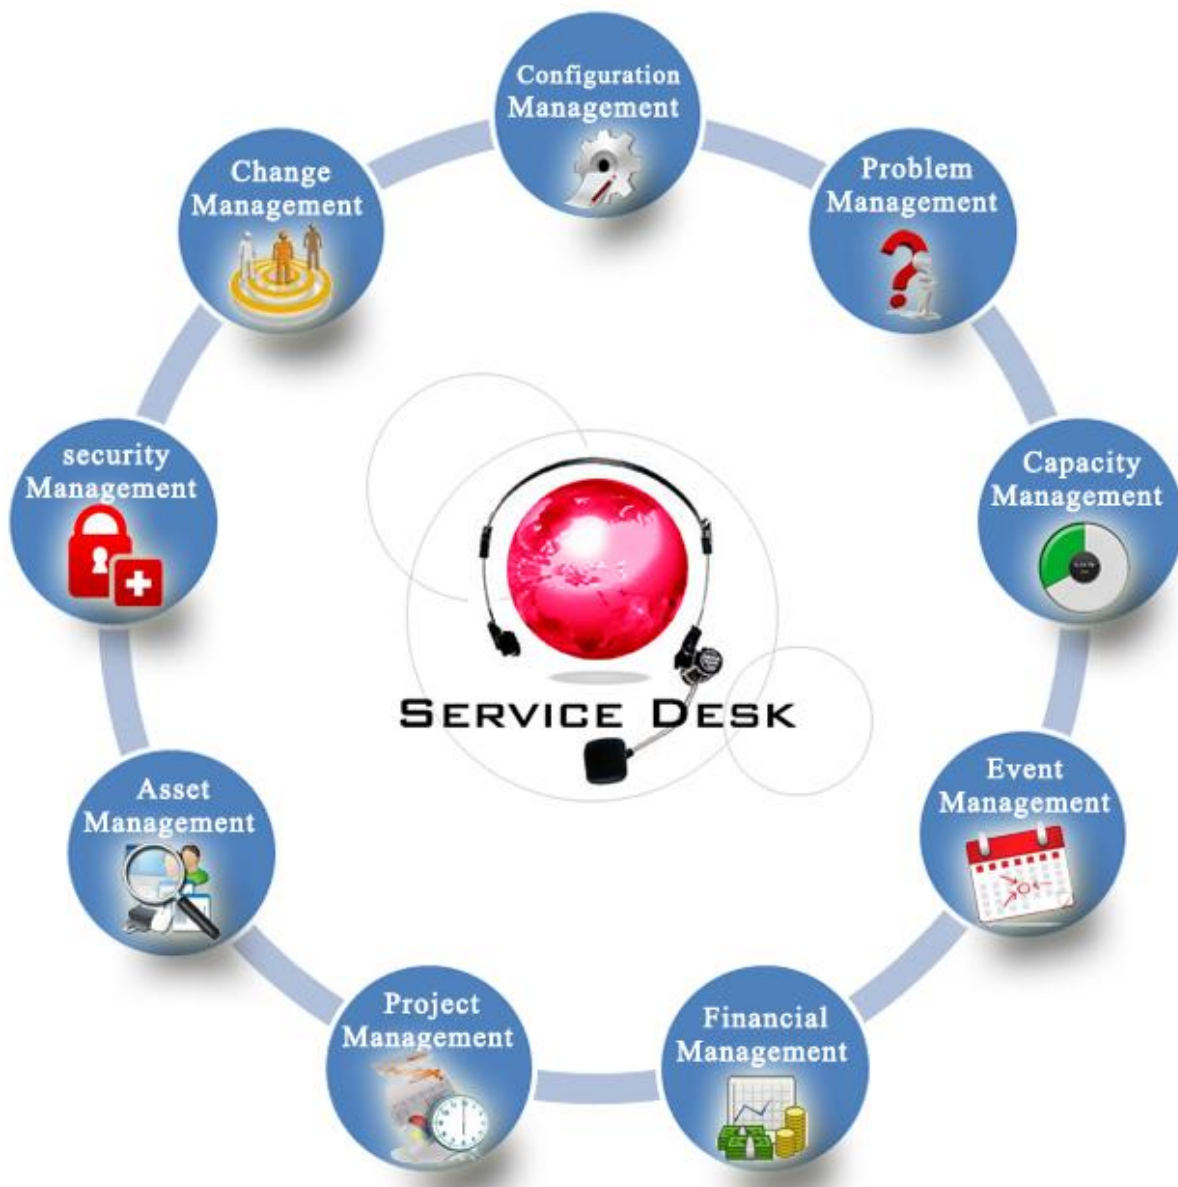 Configuration
Management
Problem
Management
Capacity
Management
Event
Management
Financial
Management
Project
Management
Asset
Management
security
Management
Change
Management
SERVICE DESK